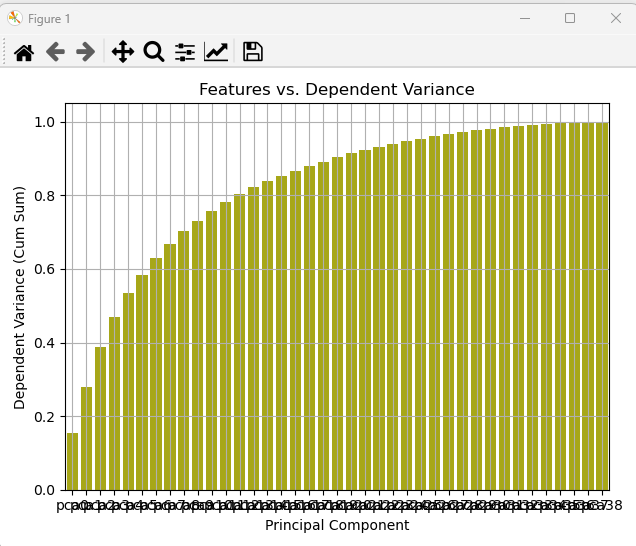 Figure 1
Features vs. Dependent Variance
1.0
0.8
0.6
0.4
0.2
0.0
Dependent Variance (Cum Sum)
Principal Component